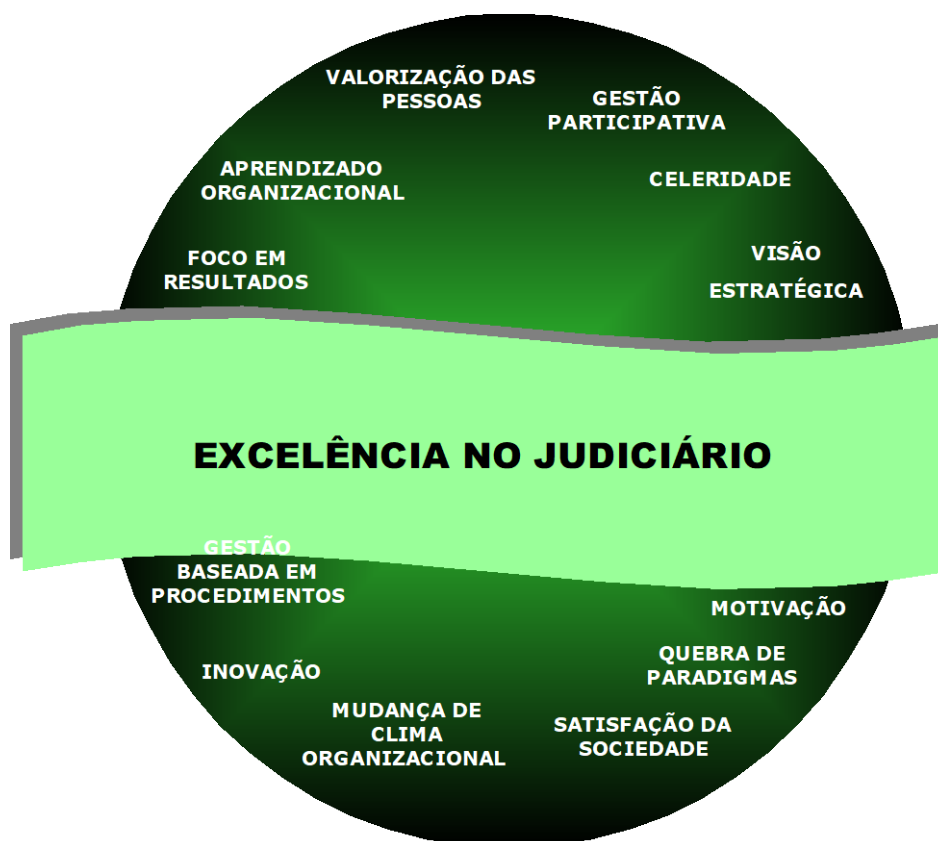 VALORIZAÇÃO DAS
PESSOAS
GESTÃO
PARTICIPATIVA
APRENDIZADO
ORGANIZACIONAL
CELERIDADE
FOCO EM
RESULTADOS
VISÃO
ESTRATÉGICA
EXCELÊNCIA NO JUDICIÁRIO
GESTÃO
BASEADA EM
PROCEDIMENTOS
MOTIVAÇÃO
INOVAÇÃO
QUEBRA DE
PARADIGMAS
MUDANÇA DE
CLIMA
ORGANIZACIONAL
SATISFAÇÃO DA
SOCIEDADE